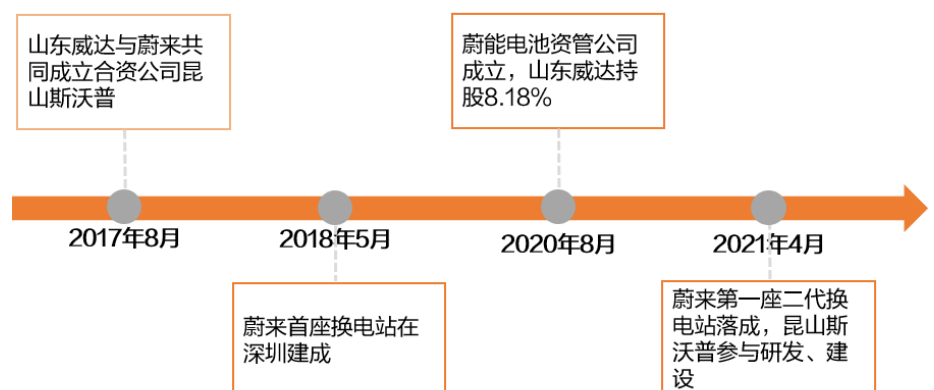 山东威达与蔚来共
同成立合资公司昆
山斯沃普
蔚能电池资管公司
成立，山东威达持
股8.18%
2017年8月
2018年5月
2020年8月
2021年4月
蔚来首座换电站在
深圳建成
蔚来第一座二代换
电站落成，昆山斯
沃普参与研发、建
设